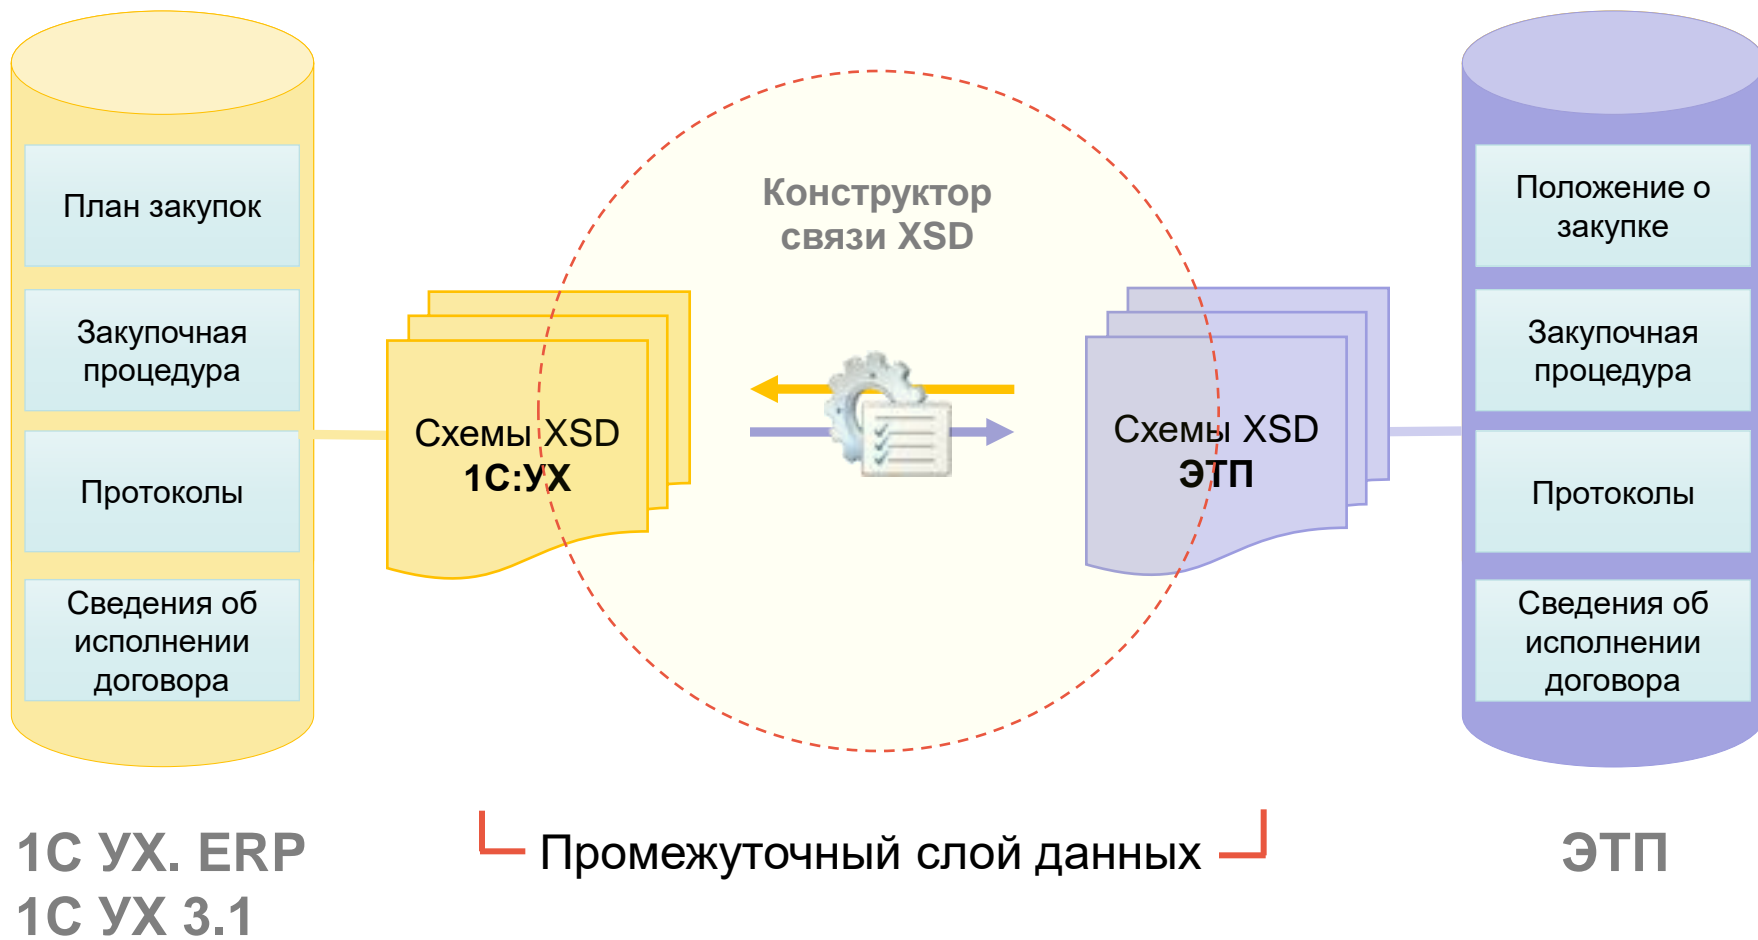 План закупок
Закупочная
процедура
Протоколы
Сведения об
исполнении
договора
1С УХ. ERP
1С УХ 3.1
Схемы XSD
1С:УХ
Конструктор
связи XSD
Схемы XSD
ЭТП
Промежуточный слой данных
Положение о
закупке
Закупочная
процедура
Протоколы
Сведения об
исполнении
договора
ЭТП